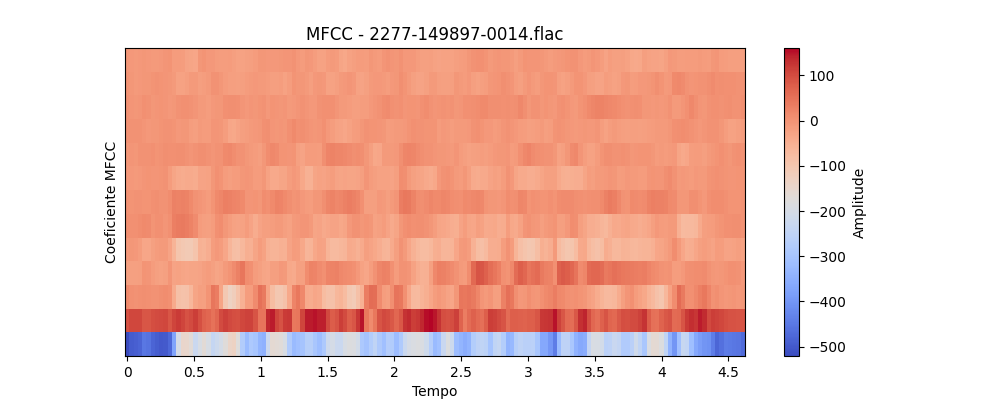 MFCC - 2277-149897-0014.flac
Coeficiente MFCC
0 0.5 1 1.5 2 2.5 3 3.5 4 4.5
Tempo
100
0
−100
−200
−300
−400
−500
Amplitude